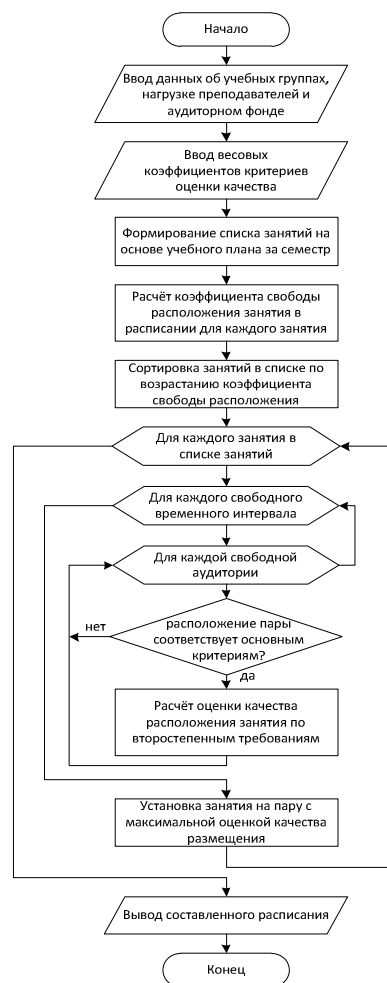 Начало
Ввод данных об учебных группах,
нагрузке преподавателей и
аудиторном фонде
Ввод весовых
коэффициентов критериев
оценки качества
Формирование списка занятий на
основе учебного плана за семестр
Расчёт коэффициента свободы
расположения занятия в
расписании для каждого занятия
Сортировка занятий в списке по
возрастанию коэффициента
свободы расположения
Для каждого занятия в
списке занятий
Для каждого свободного
временного интервала
Для каждой свободной
аудитории
нет
расположение пары
соответствует основным
критериям?
да
Расчёт оценки качества
расположения занятия по
второстепенным требованиям
Установка занятия на пару с
максимальной оценкой качества
размещения
Вывод составленного расписания
Конец